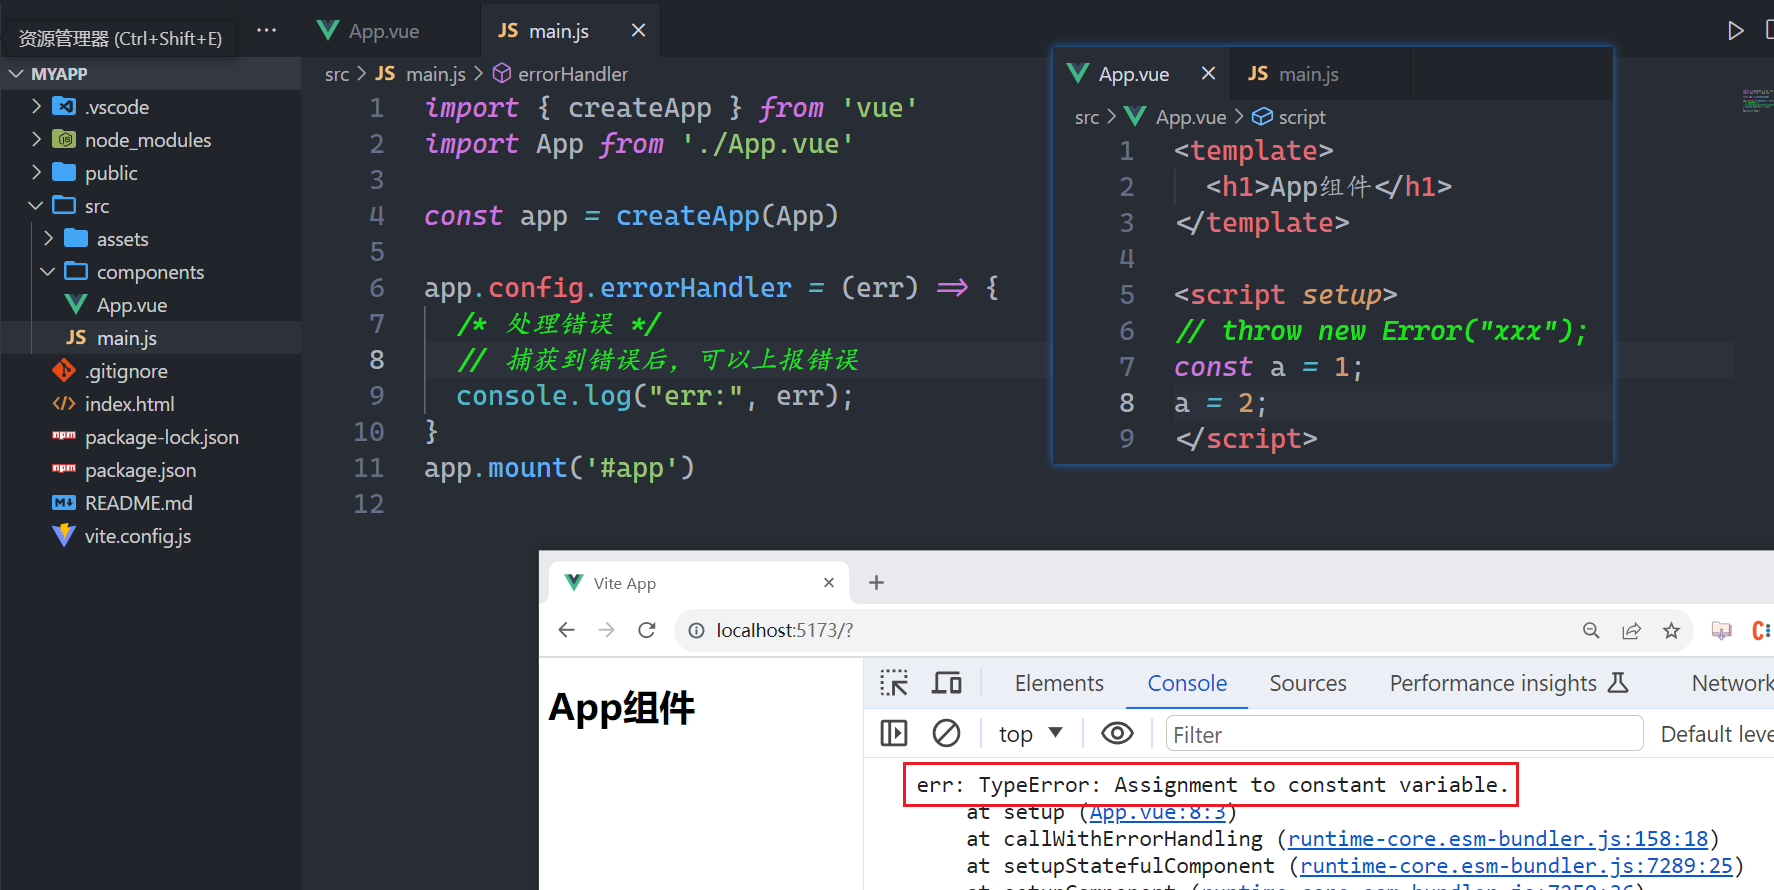 资源管理器 (Ctrl+Shift+E)
···
MYAPP
.vscode
node_modules
public
src
assets
components
App.vue
JS main.js
.gitignore
index.html
package-lock.json
package.json
README.md
vite.config.js
App.vue
JS main.js
src > JS main.js > errorHandler
1 import { createApp } from 'vue'
2 import App from './App.vue'
3
4 const app = createApp(App)
5
6 app.config.errorHandler = (err) => {
7 /* 处理错误 */
8 // 捕获到错误后，可以上报错误
9 console.log("err:", err);
10 }
11 app.mount('#app')
12
App.vue
JS main.js
src > App.vue > script
1 <template>
2 <h1>App组件</h1>
3 </template>
4
5 <script setup>
6 // throw new Error("xxx");
7 const a = 1;
8 a = 2;
9 </script>
Vite App
localhost:5173/?
App组件
Elements
Console
Sources
Performance insights
Network
top
Filter
Default leve
err: TypeError: Assignment to constant variable.
at setup (App.vue:8:3)
at callWithErrorHandling (runtime-core.esm-bundler.js:158:18)
at setupStatefulComponent (runtime-core.esm-bundler.js:7289:25)
at setupComponent (runtime-core.esm-bundler.js:7250:36)